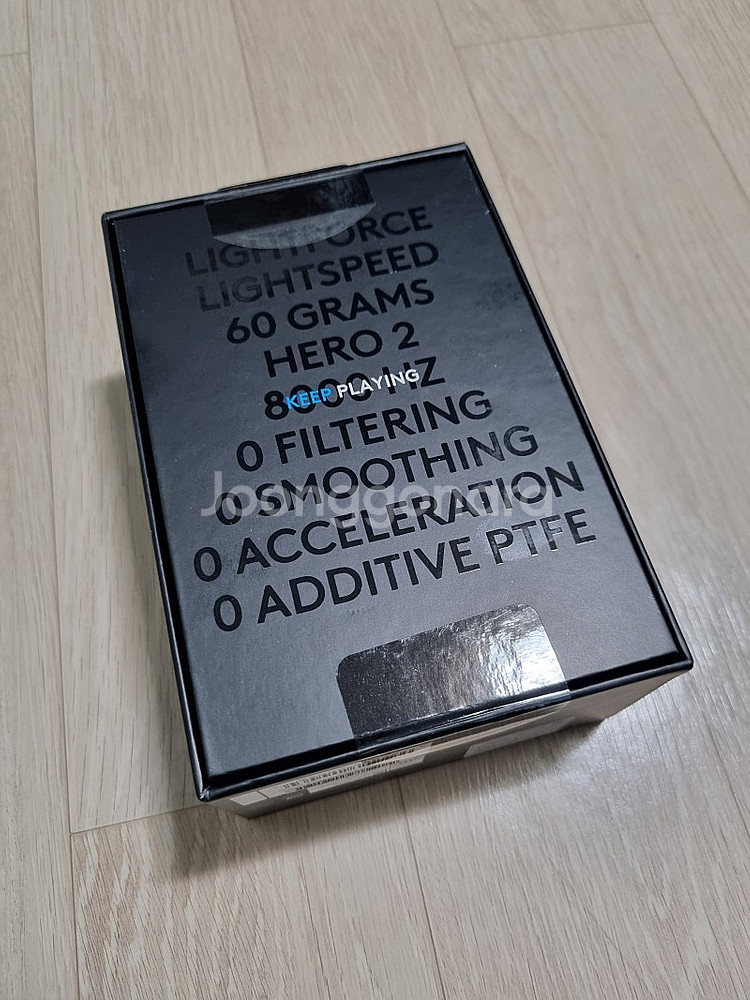 LIGHTFORCE
LIGHTSPEED
60 GRAMS
HERO 2
8000 HZ
KEEP PLAYING
0 FILTERING
0 SMOOTHING
Joonggonara
0 ACCELERATION
0 ADDITIVE PTFE